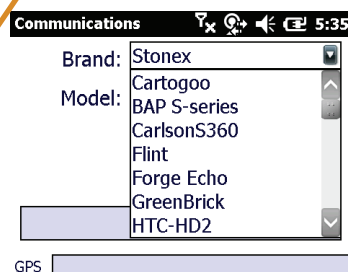 Communications 5:35
Brand: Stonex
Cartogoo
Model:
BAP S-series
CarlsonS360
Flint
Forge Echo
GreenBrick
HTC-HD2
GPS